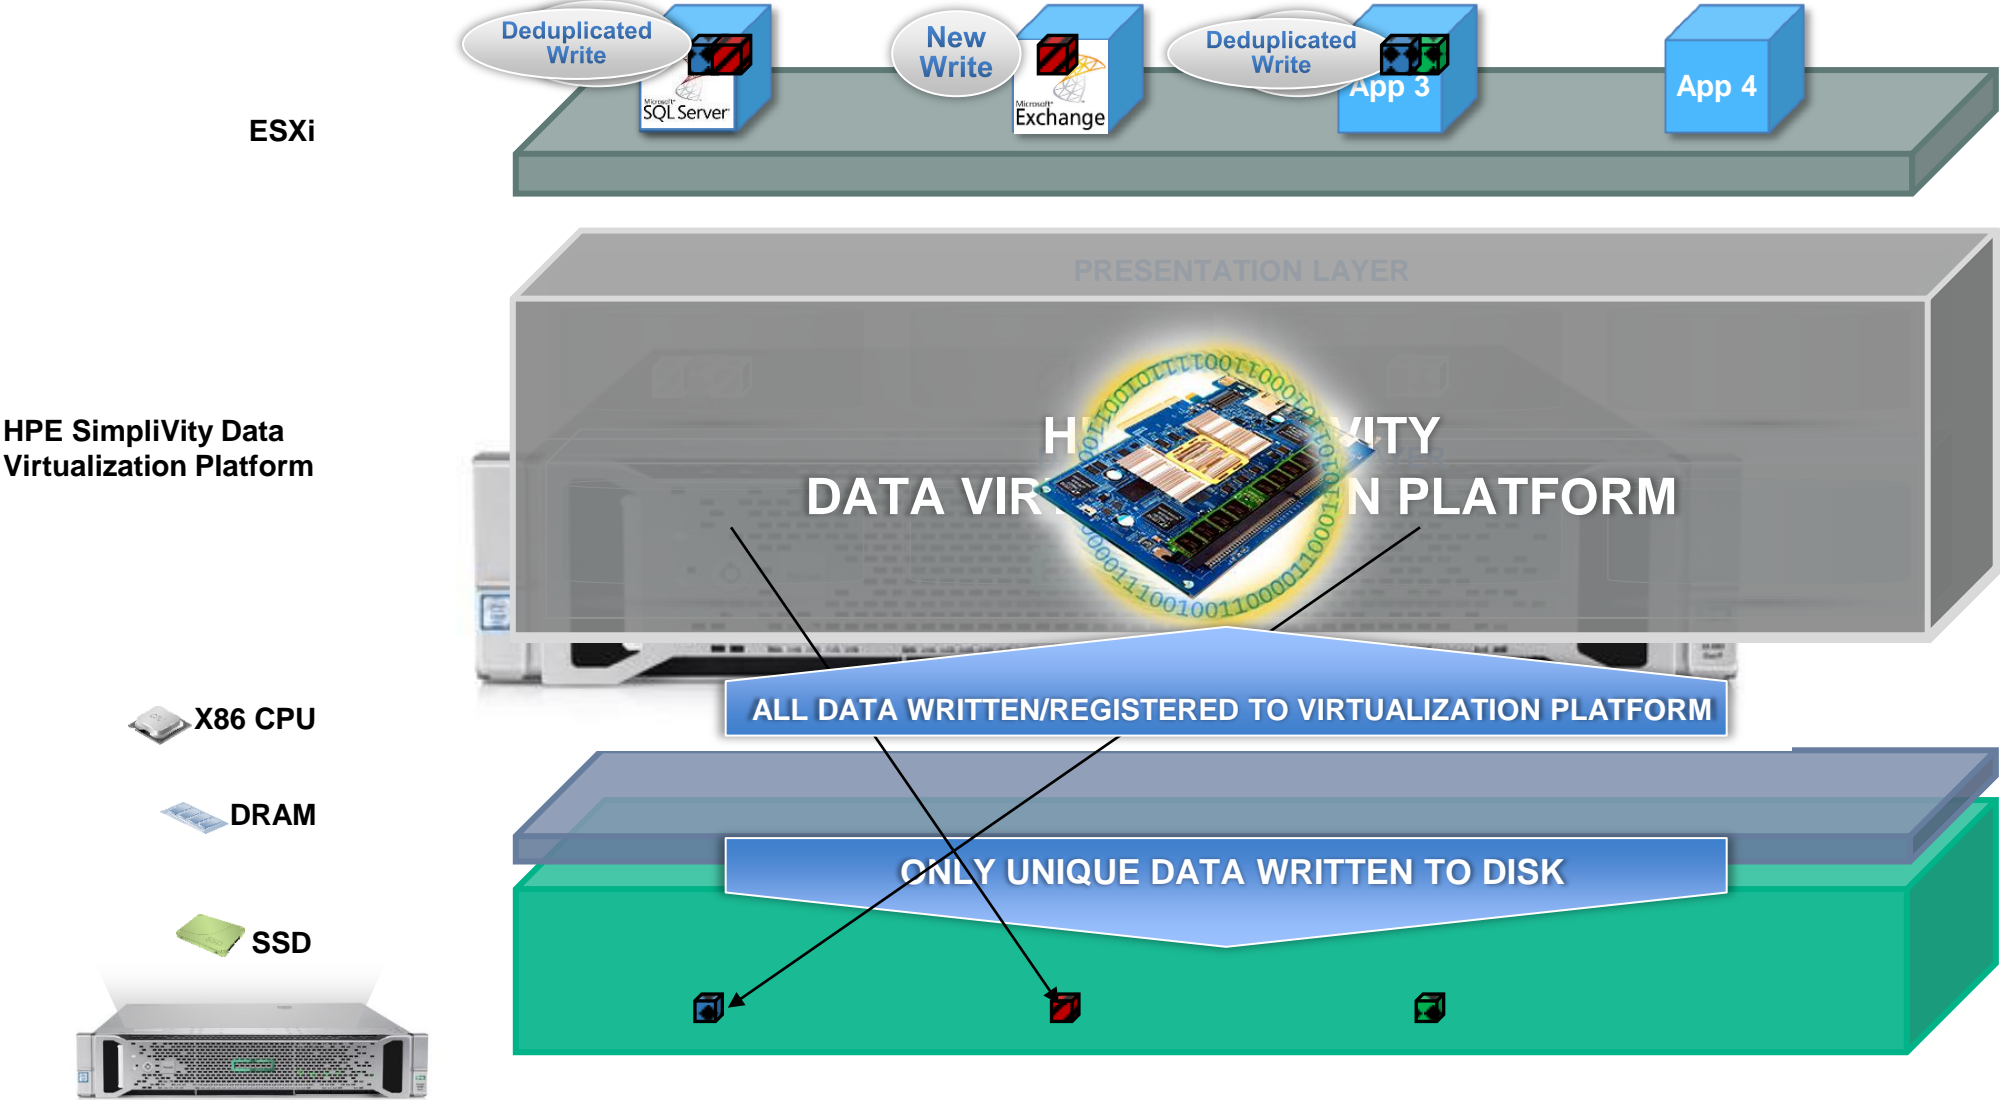 Deduplicated
Write
New
Write
Deduplicated
Write
Microsoft
SQL Server
Microsoft
Exchange
App 3
App 4
ESXi
PRESENTATION LAYER
HPE SimpliVity Data
Virtualization Platform
VITY
DATA VIR N PLATFORM
X86 CPU
ALL DATA WRITTEN/REGISTERED TO VIRTUALIZATION PLATFORM
DRAM
ONLY UNIQUE DATA WRITTEN TO DISK
SSD